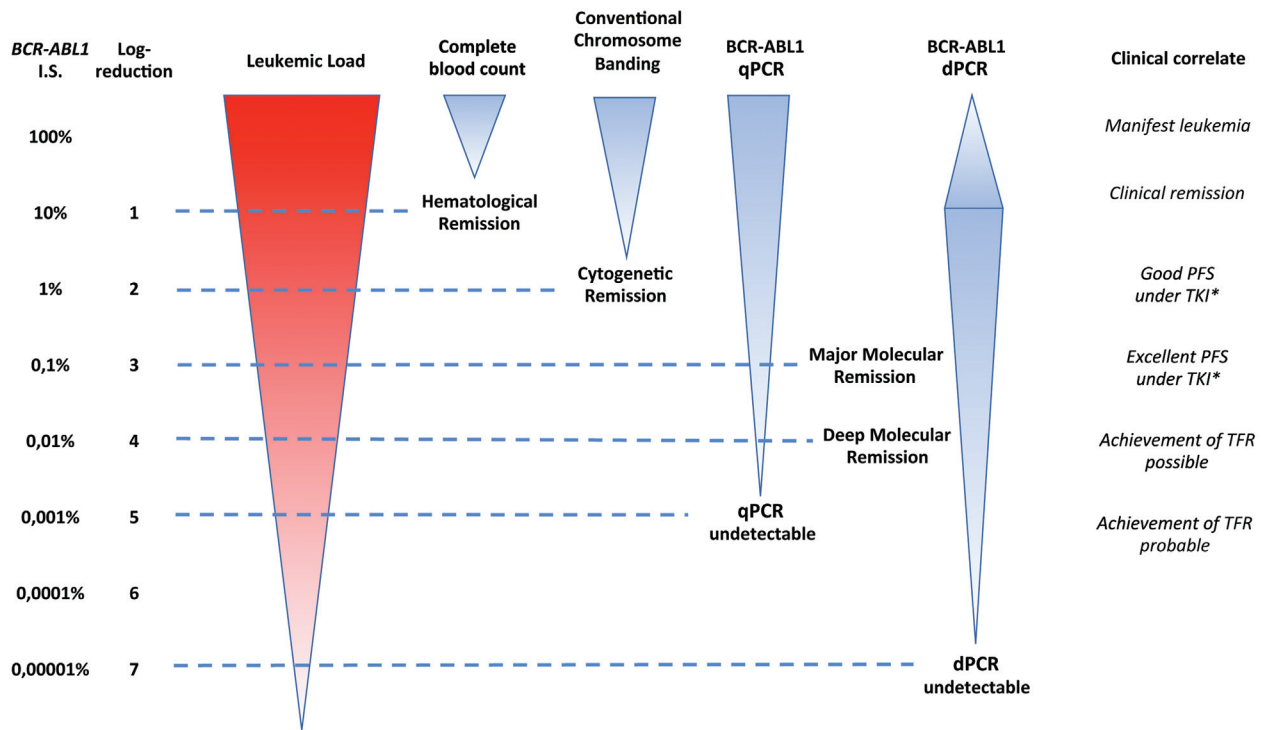 BCR-ABL1
I.S.
Log-
reduction
Leukemic Load
Complete
blood count
Conventional
Chromosome
Banding
BCR-ABL1
qPCR
BCR-ABL1
dPCR
Clinical correlate
100%
Manifest leukemia
Clinical remission
10%
1
Hematological
Remission
1%
2
Cytogenetic
Remission
Good PFS
under TKI*
0,1%
3
Major Molecular
Remission
Excellent PFS
under TKI*
0,01%
4
Deep Molecular
Remission
Achievement of TFR
possible
0,001%
5
qPCR
undetectable
Achievement of TFR
probable
0,0001%
6
0,00001%
7
dPCR
undetectable